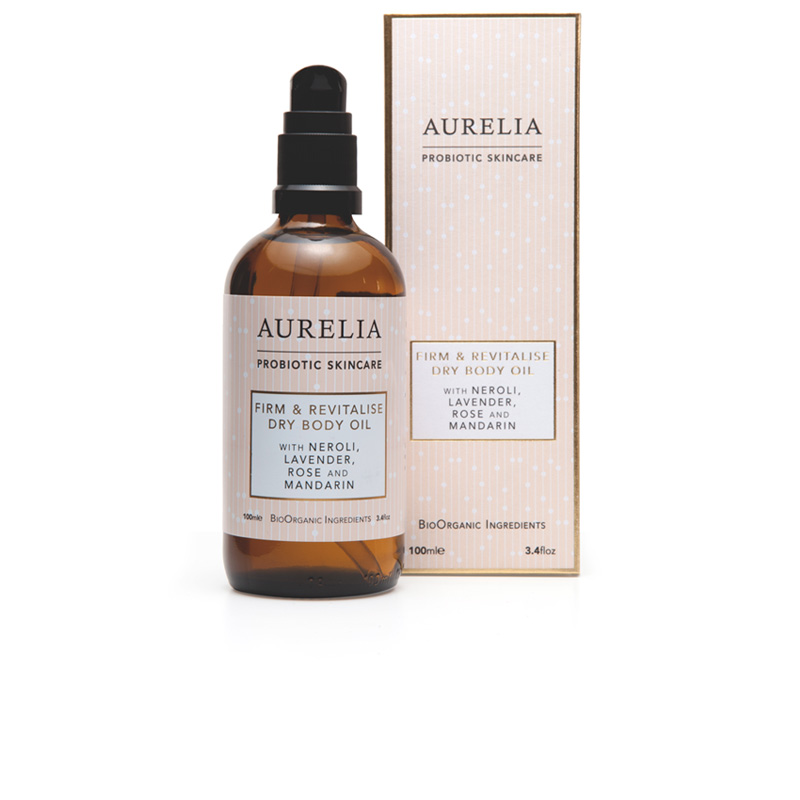 AURELIA
PROBIOTIC SKINCARE
FIRM & REVITALISE
DRY BODY OIL
WITH NEROLI,
LAVENDER,
ROSE AND
MANDARIN
100mle BIOORGANIC INGREDIENTS 3.4floz
AURELIA
PROBIOTIC SKINCARE
FIRM & REVITALISE
DRY BODY OIL
WITH NEROLI,
LAVENDER,
ROSE AND
MANDARIN
BIOORGANIC INGREDIENTS
100mle 3.4floz